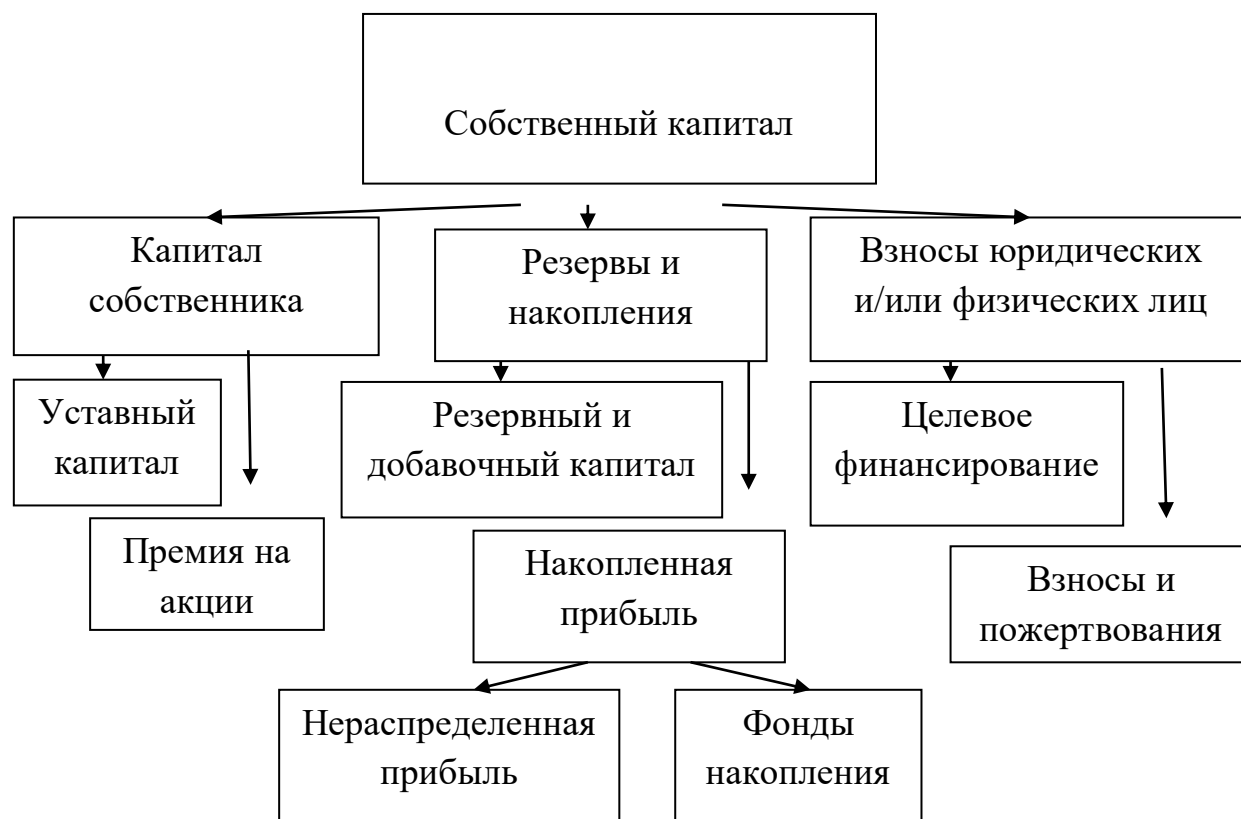 Собственный капитал
Капитал
собственника
Резервы и
накопления
Взносы юридических
и/или физических лиц
Уставный
капитал
Резервный и
добавочный капитал
Целевое
финансирование
Премия на
акции
Накопленная
прибыль
Взносы и
пожертвования
Нераспределенная
прибыль
Фонды
накопления